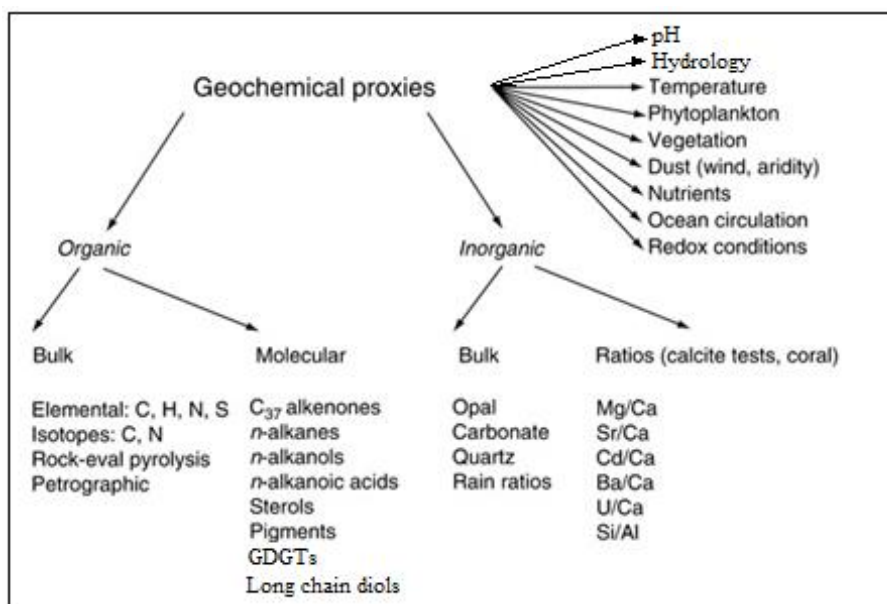 Geochemical proxies
pH
Hydrology
Temperature
Phytoplankton
Vegetation
Dust (wind, aridity)
Nutrients
Ocean circulation
Redox conditions
Organic
Inorganic
Bulk
Elemental: C, H, N, S
Isotopes: C, N
Rock-eval pyrolysis
Petrographic
Molecular
C37 alkenones
n-alkanes
n-alkanols
n-alkanoic acids
Sterols
Pigments
GDGTs
Long chain diols
Bulk
Opal
Carbonate
Quartz
Rain ratios
Ratios (calcite tests, coral)
Mg/Ca
Sr/Ca
Cd/Ca
Ba/Ca
U/Ca
Si/Al